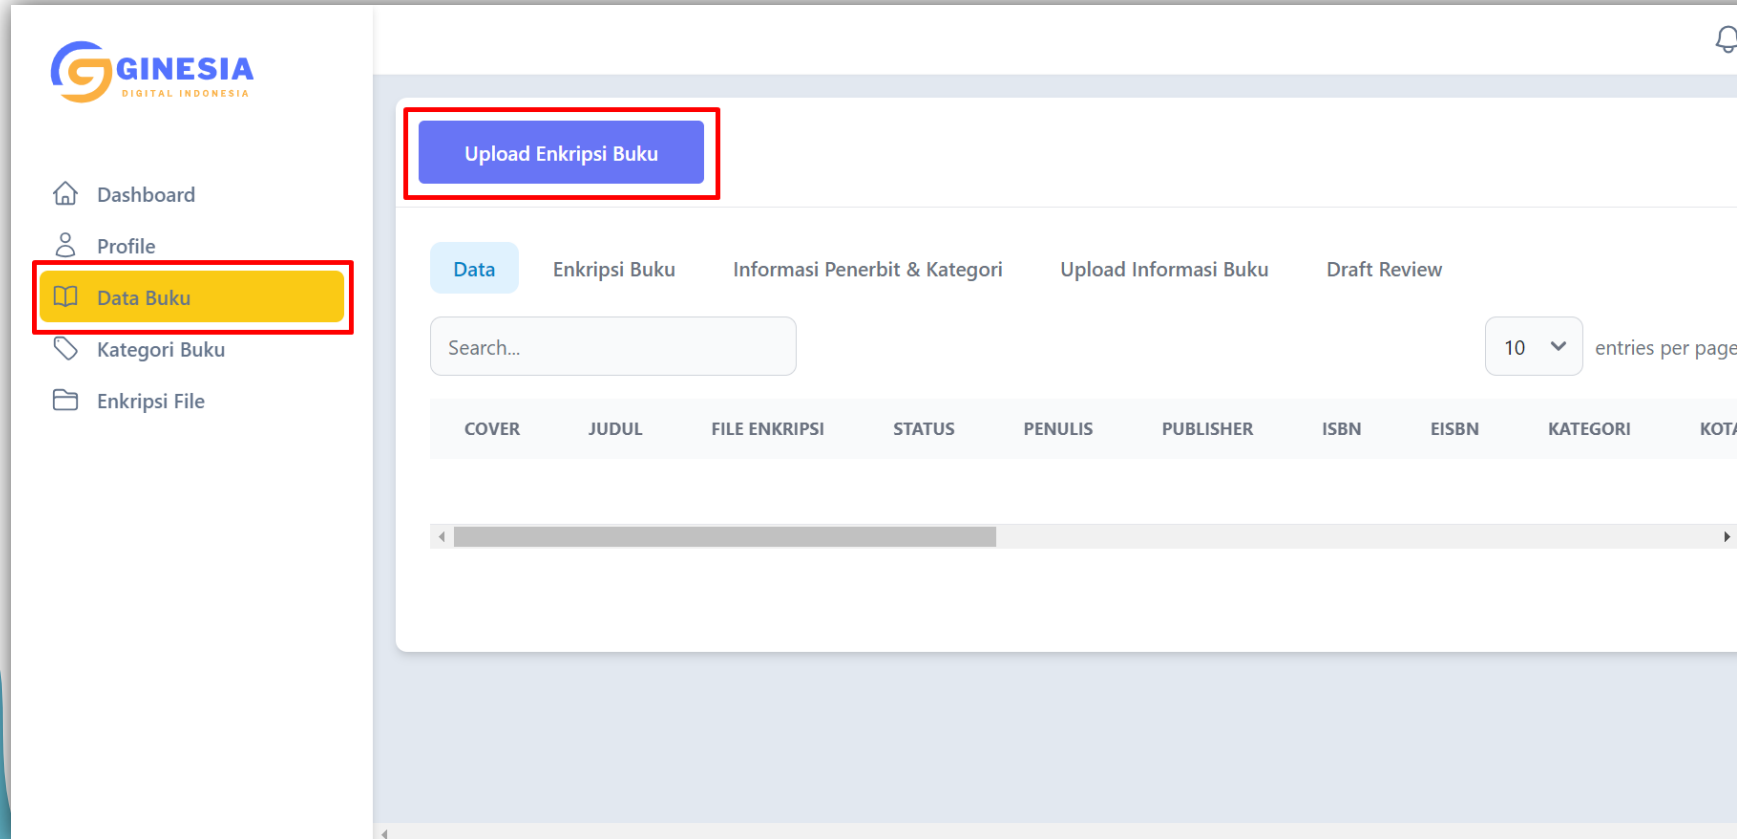 GINESIA
DIGITAL INDONESIA
Dashboard
Profile
Data Buku
Kategori Buku
Enkripsi File
Upload Enkripsi Buku
Data Enkripsi Buku Informasi Penerbit & Kategori Upload Informasi Buku Draft Review
Search... 10 entries per page
COVER JUDUL FILE ENKRIPSI STATUS PENULIS PUBLISHER ISBN EISBN KATEGORI KOTA